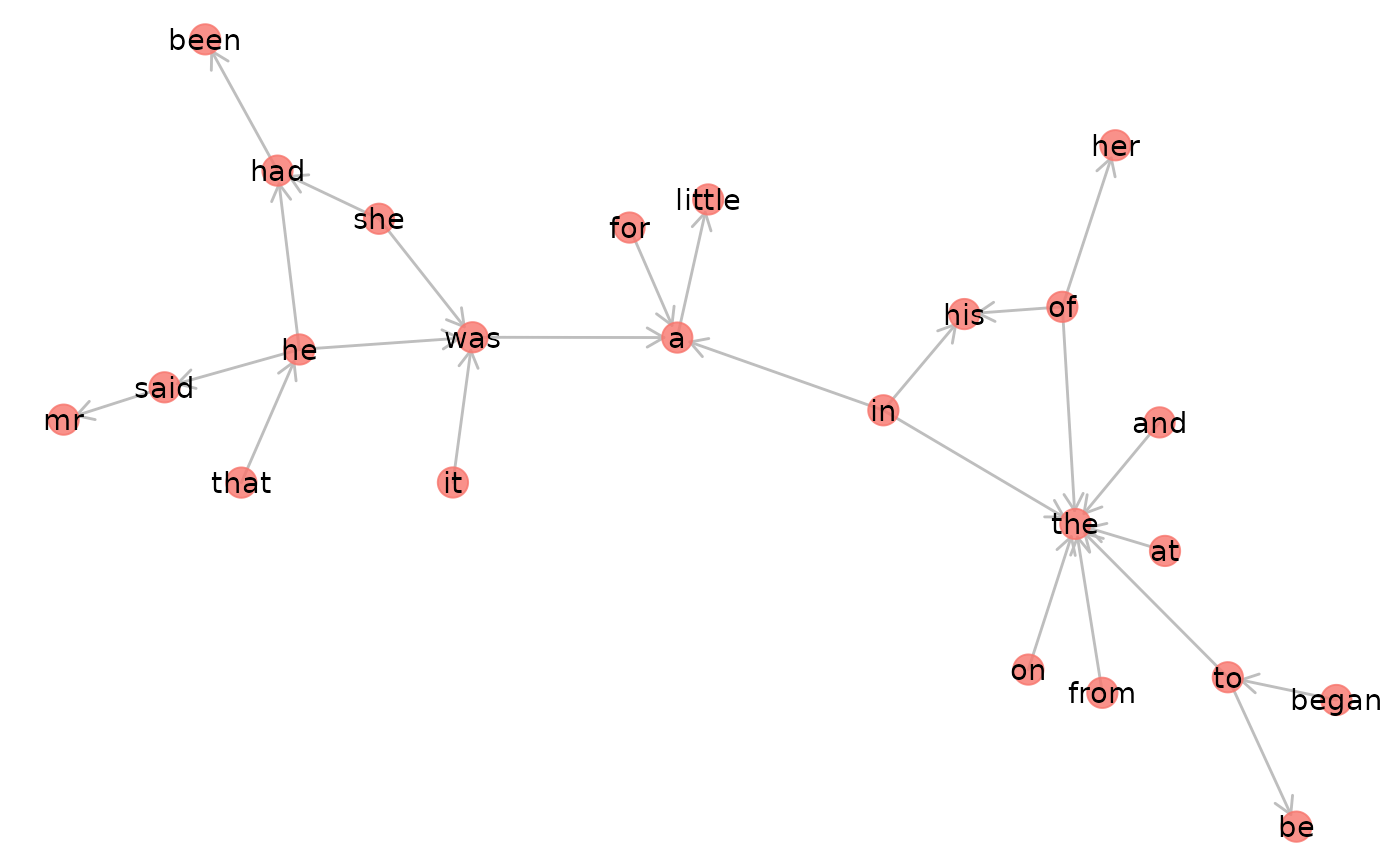 been
her
had
little
she
for
of
his
was
a
he
said
in
mr
and
that
it
the
at
on
to
from
began
be